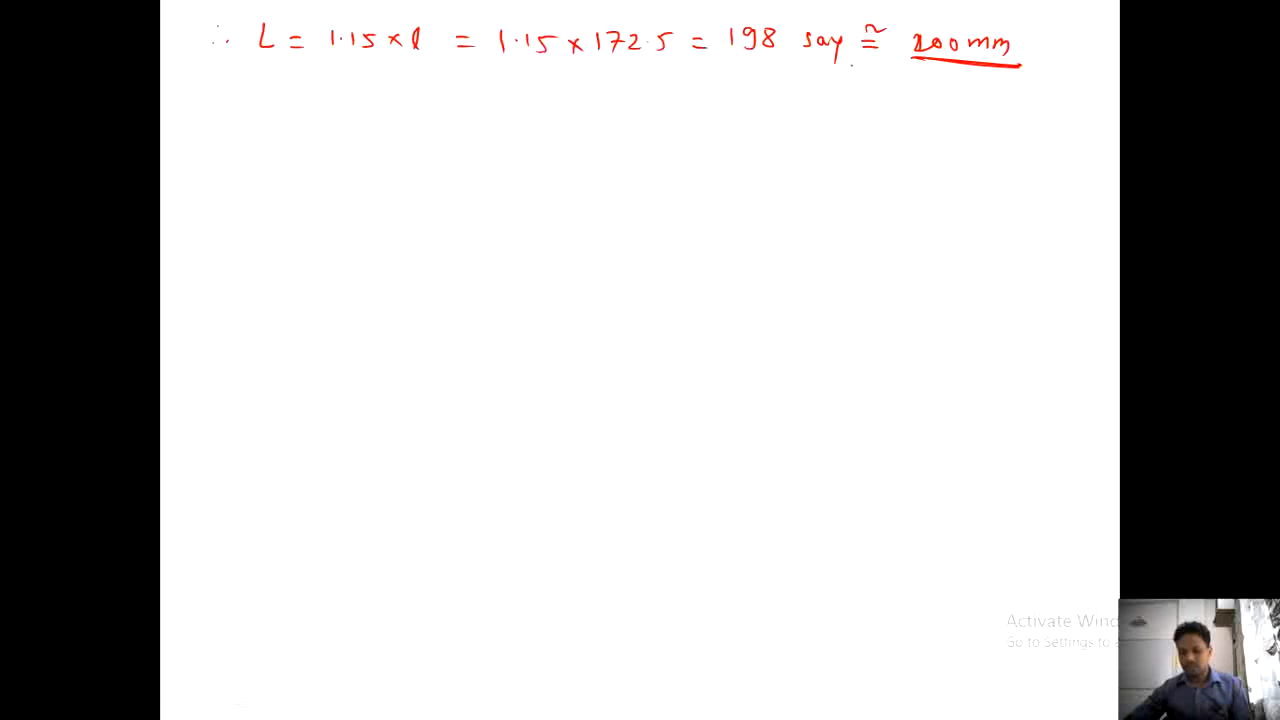 ∴ L = 1.15 × l = 1.15 × 172.5 = 198 say ≅ 200mm
Activate Wind
Go to Settings to